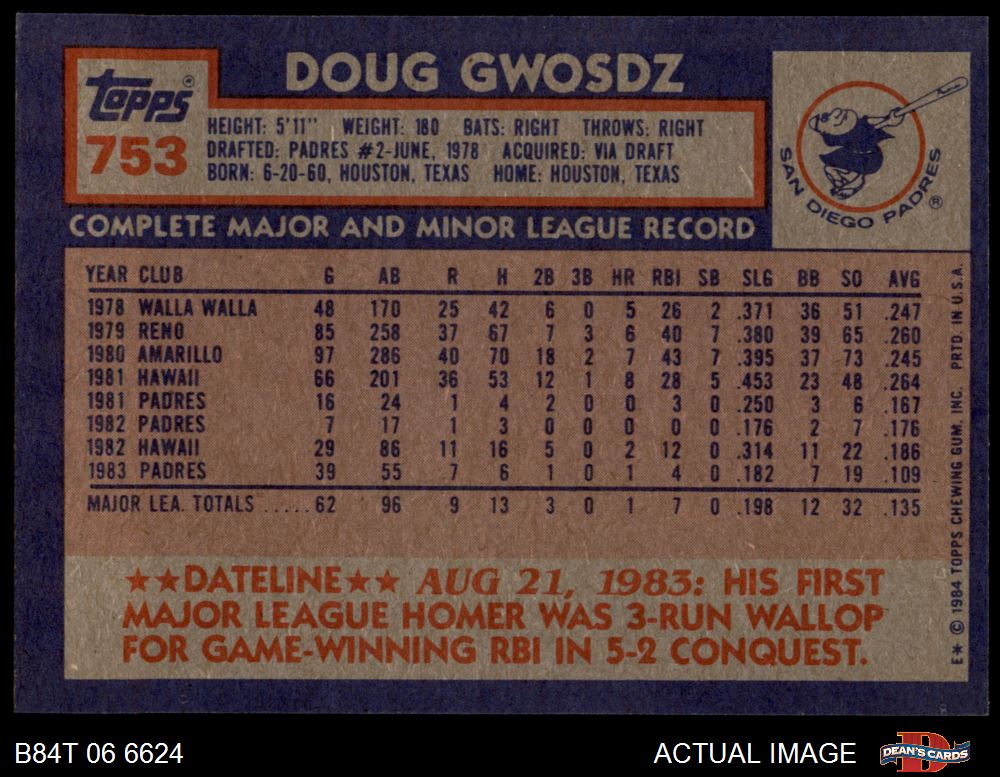 DOUG GWOSDZ
Topps®
753
HEIGHT: 5'11" WEIGHT: 180 BATS: RIGHT THROWS: RIGHT
DRAFTED: PADRES #2-JUNE, 1978 ACQUIRED: VIA DRAFT
BORN: 6-20-60, HOUSTON, TEXAS HOME: HOUSTON, TEXAS
SAN DIEGO PADRES ®
COMPLETE MAJOR AND MINOR LEAGUE RECORD
YEAR CLUB G AB R H 2B 3B HR RBI SB SLG BB SO AVG
1978 WALLA WALLA 48 170 25 42 6 0 5 26 2 .371 36 51 .247
1979 RENO 85 258 37 67 7 3 6 40 7 .380 39 65 .260
1980 AMARILLO 97 286 40 70 18 2 7 43 7 .395 37 73 .245
1981 HAWAII 66 201 36 53 12 1 8 28 5 .453 23 48 .264
1981 PADRES 16 24 1 4 2 0 0 3 0 .250 3 6 .167
1982 PADRES 7 17 1 3 0 0 0 0 0 .176 2 7 .176
1982 HAWAII 29 86 11 16 5 0 2 12 0 .314 11 22 .186
1983 PADRES 39 55 7 6 1 0 1 4 0 .182 7 19 .109
MAJOR LEA. TOTALS ..... 62 96 9 13 3 0 1 7 0 .198 12 32 .135
★★DATELINE★★ AUG 21, 1983: HIS FIRST
MAJOR LEAGUE HOMER WAS 3-RUN WALLOP
FOR GAME-WINNING RBI IN 5-2 CONQUEST.
E* © 1984 TOPPS CHEWING GUM, INC. PRTD. IN U.S.A.
B84T 06 6624
ACTUAL IMAGE
DEAN'S CARDS